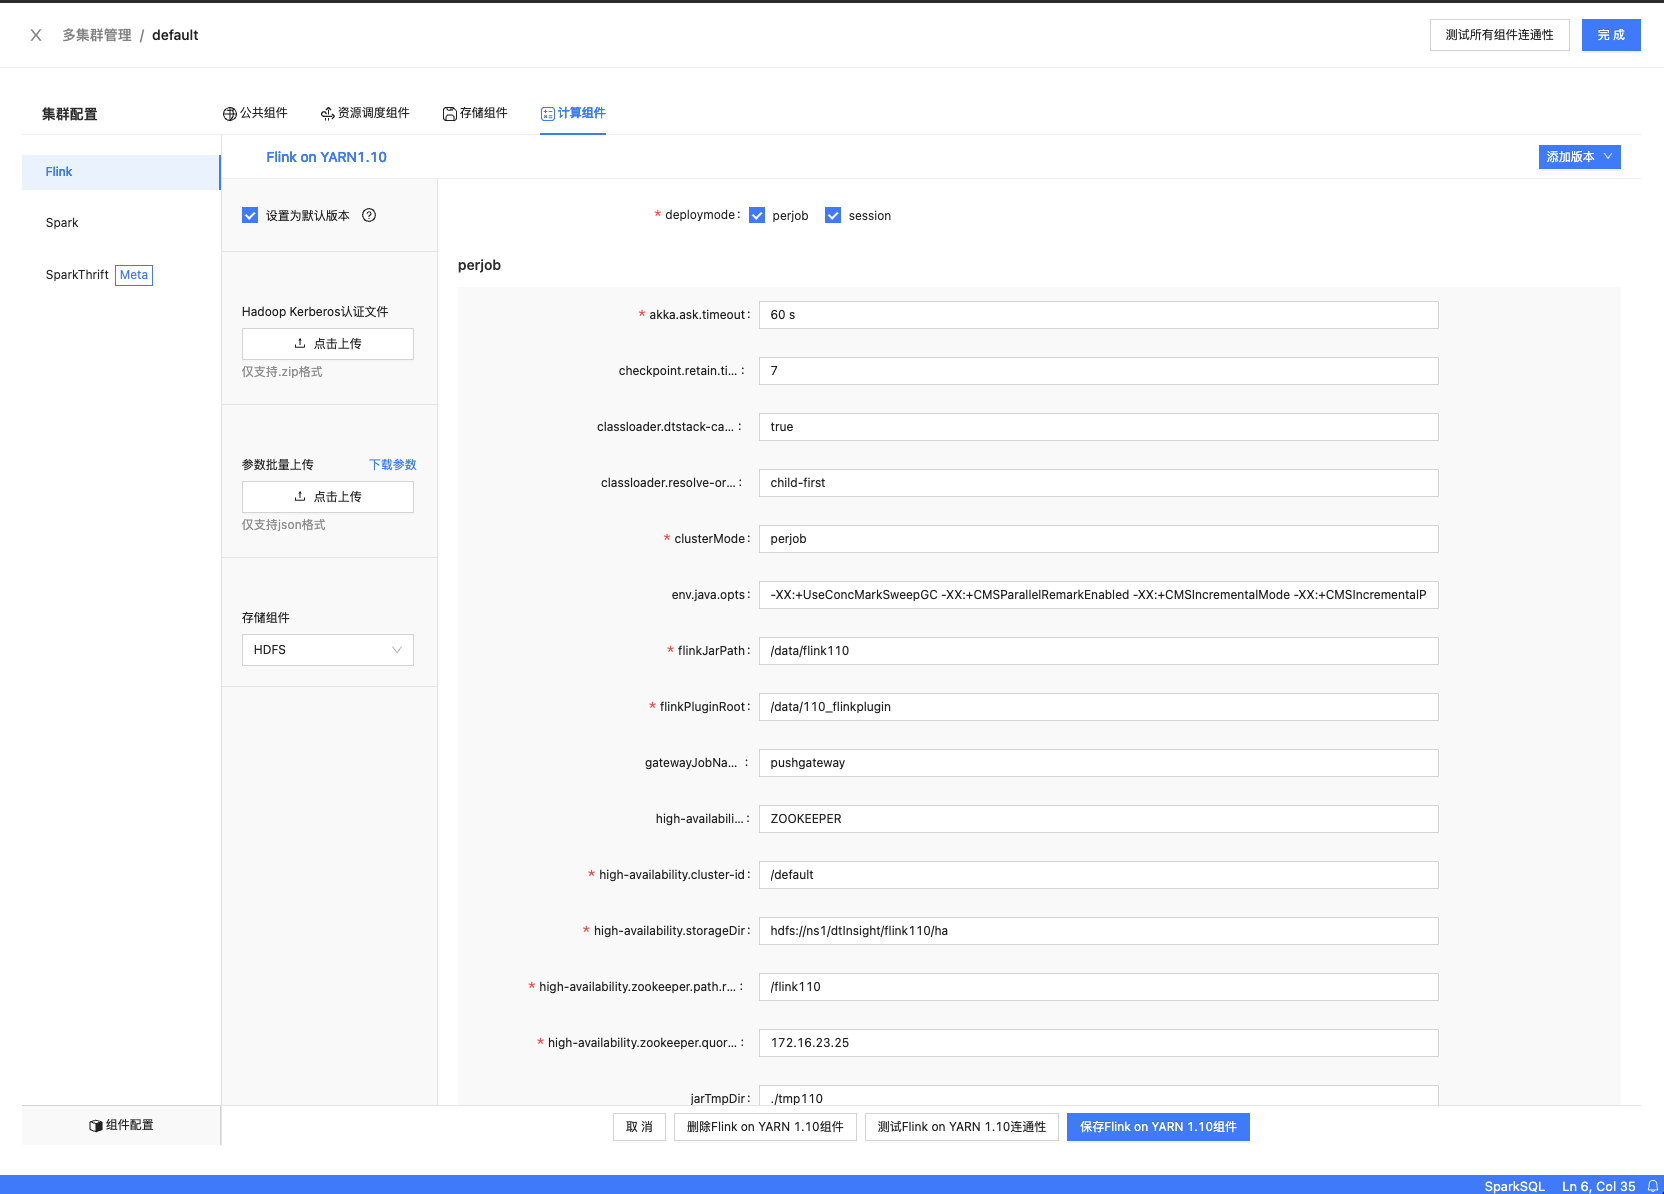 多集群管理 / default
测试所有组件连通性
完 成
集群配置
公共组件
资源调度组件
存储组件
计算组件
Flink
Spark
SparkThrift Meta
Flink on YARN1.10
添加版本
设置为默认版本
Hadoop Kerberos认证文件
点击上传
仅支持.zip格式
参数批量上传 下载参数
点击上传
仅支持json格式
存储组件
HDFS
* deploymode: perjob session
perjob
* akka.ask.timeout: 60 s
checkpoint.retain.ti... : 7
classloader.dtstack-ca... : true
classloader.resolve-or... : child-first
* clusterMode: perjob
env.java.opts: -XX:+UseConcMarkSweepGC -XX:+CMSParallelRemarkEnabled -XX:+CMSIncrementalMode -XX:+CMSIncrementalP
* flinkJarPath: /data/flink110
* flinkPluginRoot: /data/110_flinkplugin
gatewayJobNa... : pushgateway
high-availabili... : ZOOKEEPER
* high-availability.cluster-id: /default
* high-availability.storageDir: hdfs://ns1/dtInsight/flink110/ha
* high-availability.zookeeper.path.r... : /flink110
* high-availability.zookeeper.quor... : 172.16.23.25
jarTmpDir: ./tmp110
组件配置
取 消
删除Flink on YARN 1.10组件
测试Flink on YARN 1.10连通性
保存Flink on YARN 1.10组件
SparkSQL Ln 6, Col 35